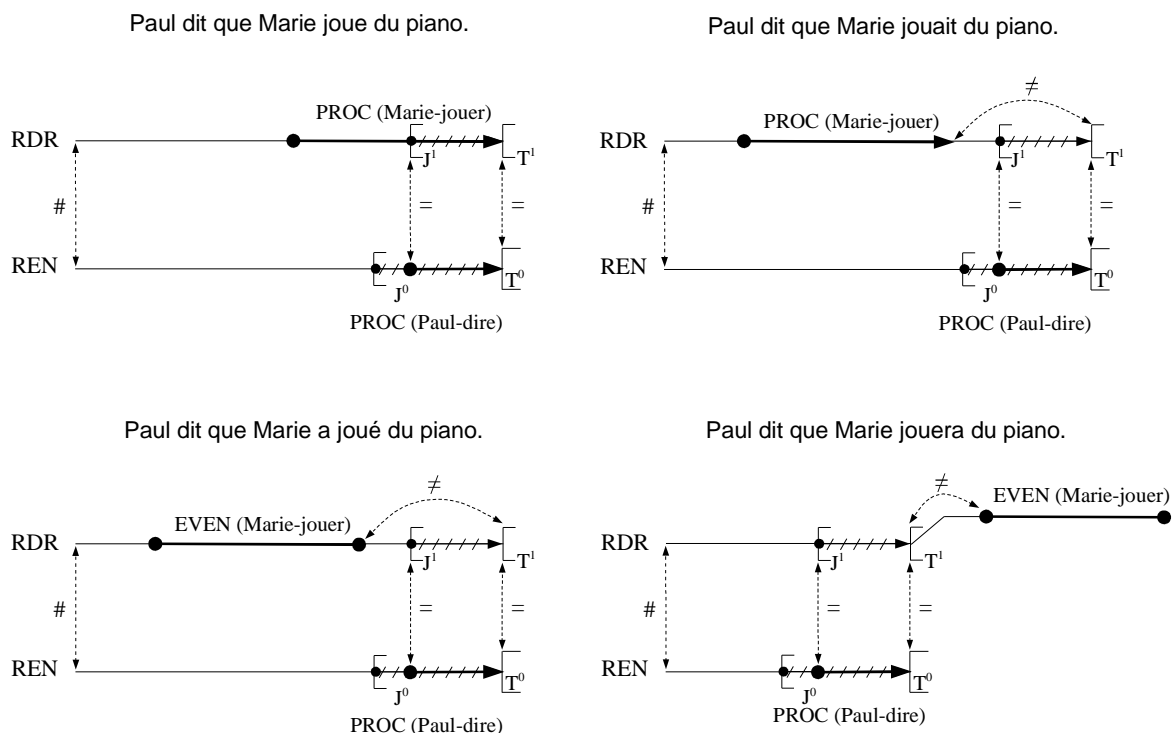 Paul dit que Marie joue du piano.
PROC (Marie-jouer)
RDR
J¹
T¹
#
=
=
REN
J⁰
T⁰
PROC (Paul-dire)
Paul dit que Marie jouait du piano.
≠
PROC (Marie-jouer)
RDR
J¹
T¹
#
=
=
REN
J⁰
T⁰
PROC (Paul-dire)
Paul dit que Marie a joué du piano.
≠
EVEN (Marie-jouer)
RDR
J¹
T¹
#
=
=
REN
J⁰
T⁰
PROC (Paul-dire)
Paul dit que Marie jouera du piano.
≠
EVEN (Marie-jouer)
RDR
J¹
T¹
#
=
=
REN
J⁰
T⁰
PROC (Paul-dire)